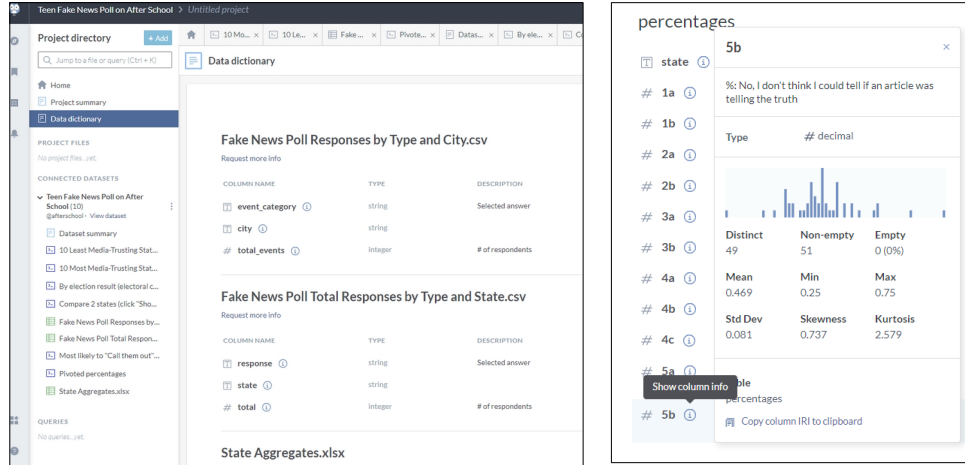 Teen Fake News Poll on After School > Untitled project
Project directory
+ Add
Jump to a file or query (Ctrl + K)
Home
Project summary
Data dictionary
PROJECT FILES
No project files...yet.
CONNECTED DATASETS
Teen Fake News Poll on After
School (10)
@afterschool · View dataset
Dataset summary
10 Least Media-Trusting Stat...
10 Most Media-Trusting Stat...
By election result (electoral c...
Compare 2 states (click "Sho...
Fake News Poll Responses by...
Fake News Poll Total Respon...
Most likely to "Call them out"...
Pivoted percentages
State Aggregates.xlsx
QUERIES
No queries...yet.
10 Mo... × 10 Le... × Fake ... × Pivote... × Datas... × By ele... × Co
Data dictionary
Fake News Poll Responses by Type and City.csv
Request more info
COLUMN NAME TYPE DESCRIPTION
event_category string Selected answer
city string
# total_events integer # of respondents
Fake News Poll Total Responses by Type and State.csv
Request more info
COLUMN NAME TYPE DESCRIPTION
response string Selected answer
state string
# total integer # of respondents
State Aggregates.xlsx
percentages
state
# 1a
# 1b
# 2a
# 2b
# 3a
# 3b
# 4a
# 4b
# 4c
# 5a
Show column info
# 5b
5b ×
%: No, I don't think I could tell if an article was
telling the truth
Type # decimal
Distinct Non-empty Empty
49 51 0 (0%)
Mean Min Max
0.469 0.25 0.75
Std Dev Skewness Kurtosis
0.081 0.737 2.579
percentages
Copy column IRI to clipboard